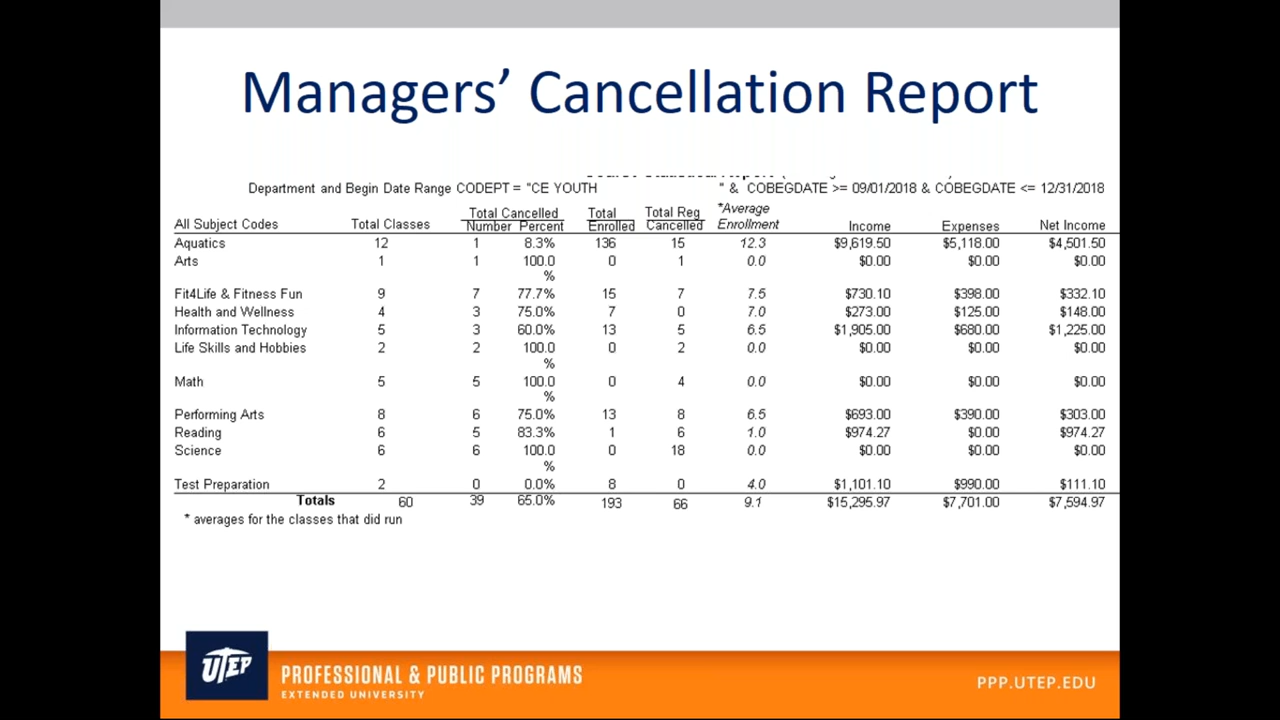 Managers' Cancellation Report
Department and Begin Date Range CODEPT = "CE YOUTH " & COBEGDATE >= 09/01/2018 & COBEGDATE <= 12/31/2018
Total Cancelled Total Total Reg *Average
All Subject Codes Total Classes Number Percent Enrolled Cancelled Enrollment Income Expenses Net Income
Aquatics 12 1 8.3% 136 15 12.3 $9,619.50 $5,118.00 $4,501.50
Arts 1 1 100.0 0 1 0.0 $0.00 $0.00 $0.00
%
Fit4Life & Fitness Fun 9 7 77.7% 15 7 7.5 $730.10 $398.00 $332.10
Health and Wellness 4 3 75.0% 7 0 7.0 $273.00 $125.00 $148.00
Information Technology 5 3 60.0% 13 5 6.5 $1,905.00 $680.00 $1,225.00
Life Skills and Hobbies 2 2 100.0 0 2 0.0 $0.00 $0.00 $0.00
%
Math 5 5 100.0 0 4 0.0 $0.00 $0.00 $0.00
%
Performing Arts 8 6 75.0% 13 8 6.5 $693.00 $390.00 $303.00
Reading 6 5 83.3% 1 6 1.0 $974.27 $0.00 $974.27
Science 6 6 100.0 0 18 0.0 $0.00 $0.00 $0.00
%
Test Preparation 2 0 0.0% 8 0 4.0 $1,101.10 $990.00 $111.10
Totals 60 39 65.0% 193 66 9.1 $15,295.97 $7,701.00 $7,594.97
* averages for the classes that did run
UTEP
PROFESSIONAL & PUBLIC PROGRAMS
EXTENDED UNIVERSITY
PPP.UTEP.EDU